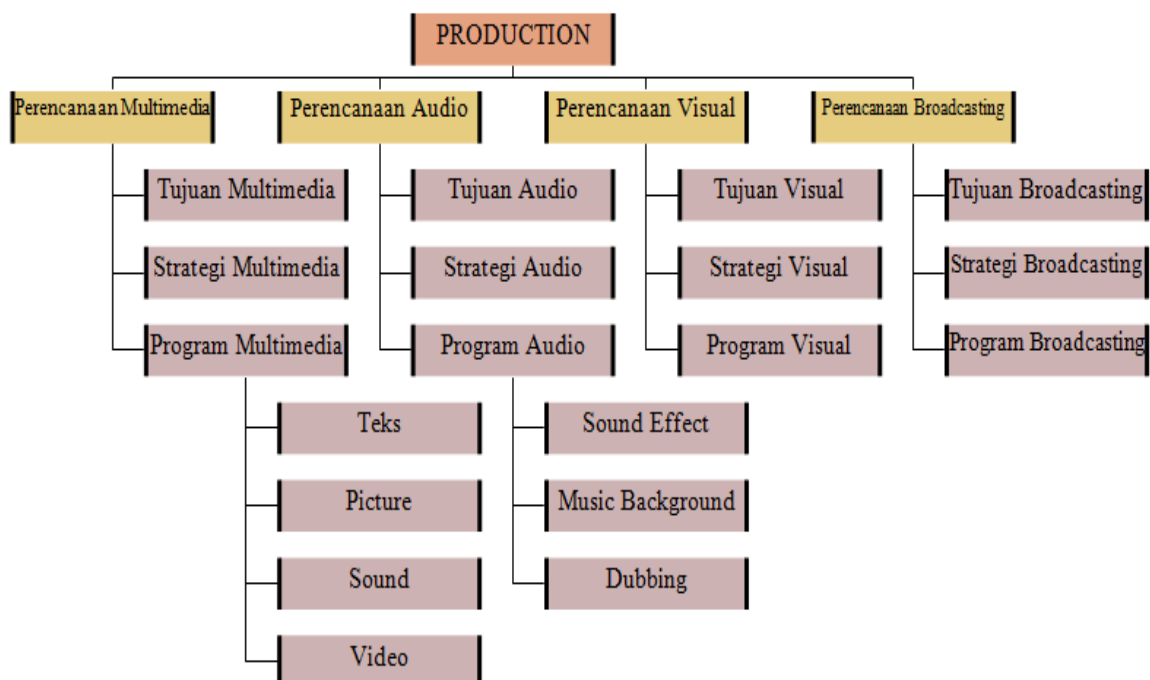 PRODUCTION
Perencanaan Multimedia
Perencanaan Audio
Perencanaan Visual
Perencanaan Broadcasting
Tujuan Multimedia
Tujuan Audio
Tujuan Visual
Tujuan Broadcasting
Strategi Multimedia
Strategi Audio
Strategi Visual
Strategi Broadcasting
Program Multimedia
Program Audio
Program Visual
Program Broadcasting
Teks
Sound Effect
Picture
Music Background
Sound
Dubbing
Video